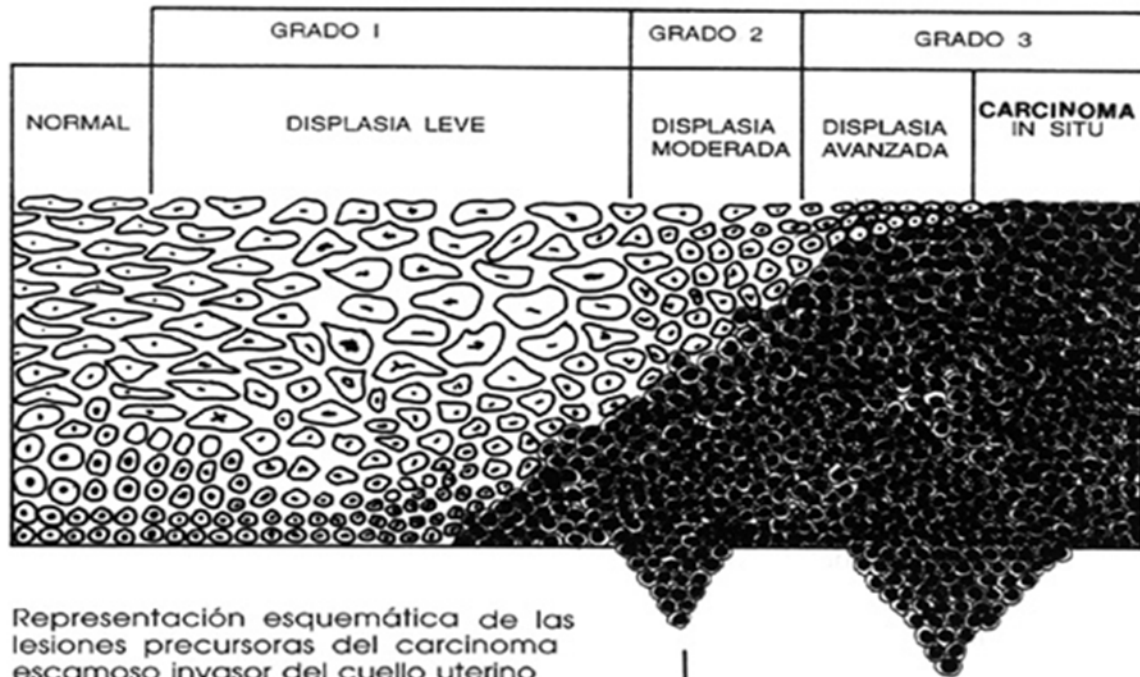 GRADO I
GRADO 2
GRADO 3
NORMAL
DISPLASIA LEVE
DISPLASIA
MODERADA
DISPLASIA
AVANZADA
CARCINOMA
IN SITU
Representación esquemática de las
lesiones precursoras del carcinoma
escamoso invasor del cuello uterino